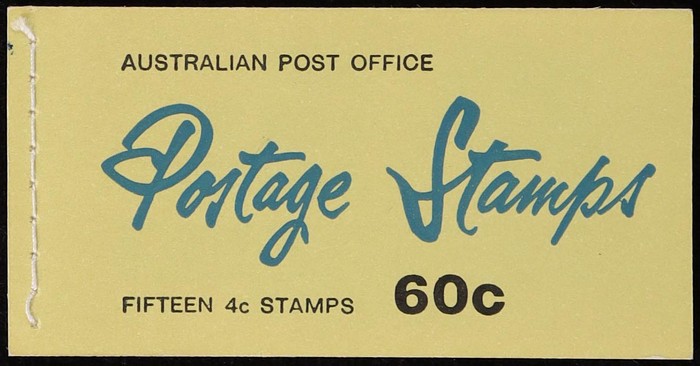 AUSTRALIAN POST OFFICE
Postage Stamps
FIFTEEN 4c STAMPS 60c